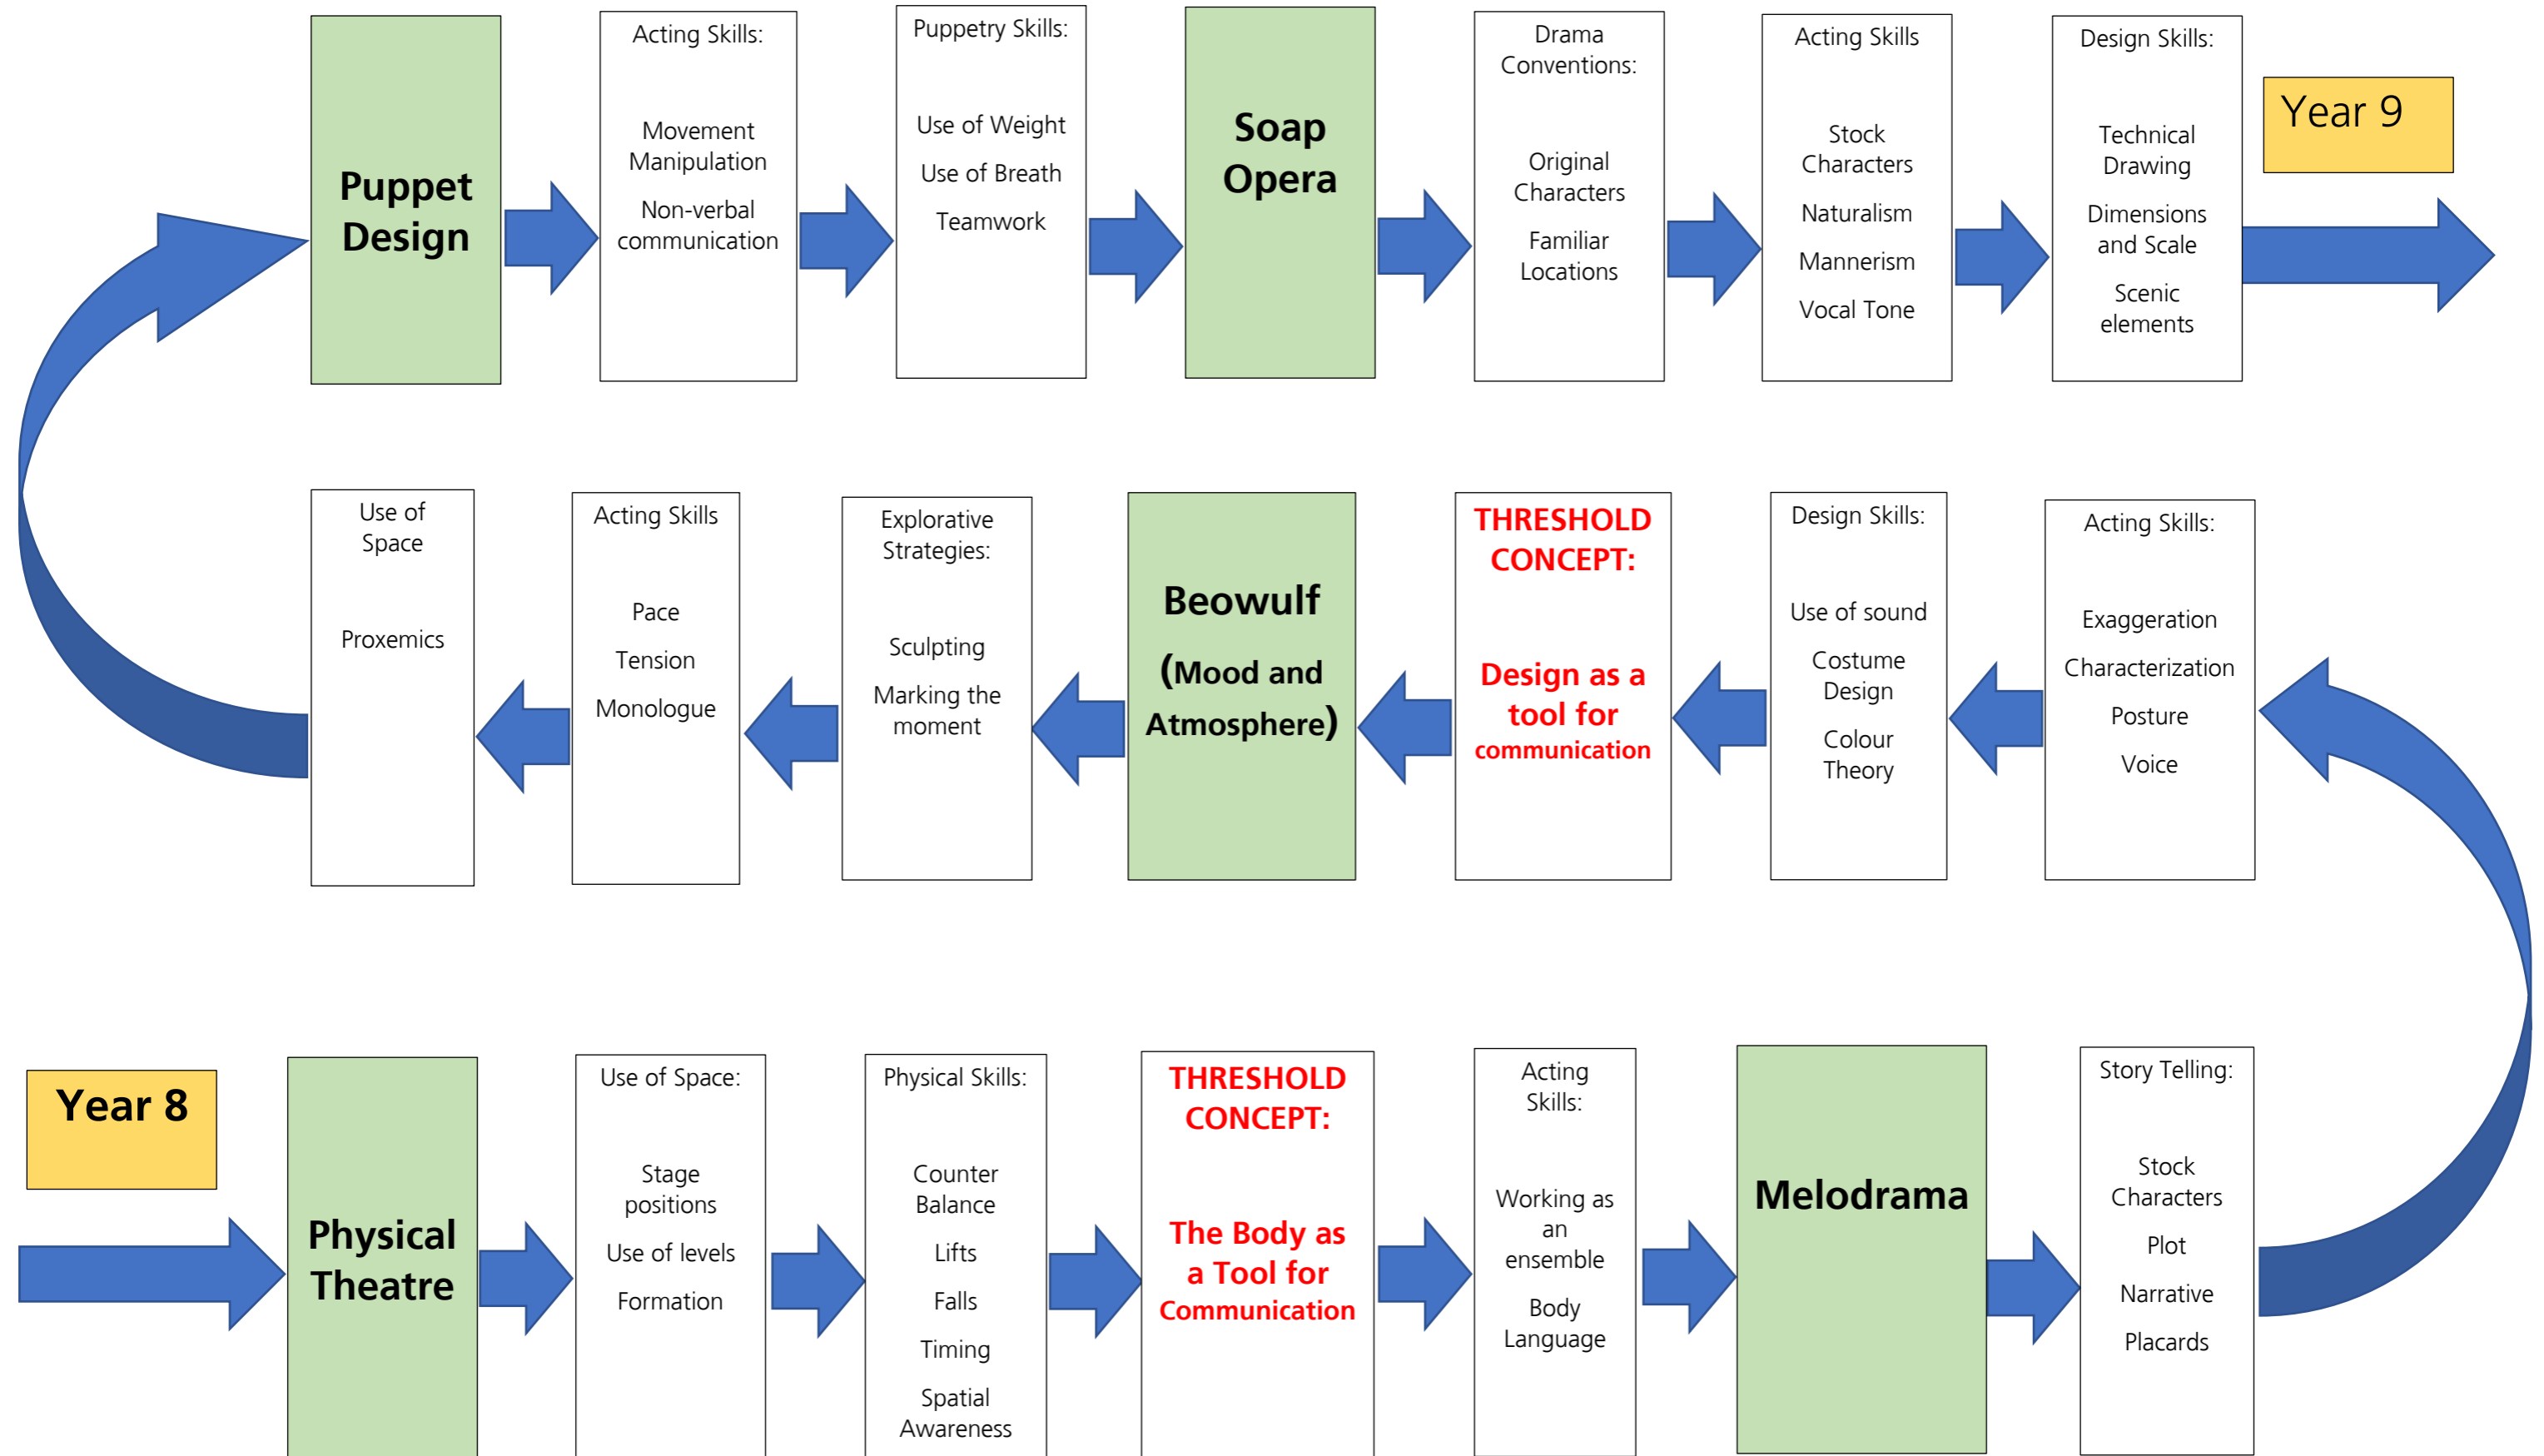 Puppet
Design
Acting Skills:
Movement
Manipulation
Non-verbal
communication
Puppetry Skills:
Use of Weight
Use of Breath
Teamwork
Soap
Opera
Drama
Conventions:
Original
Characters
Familiar
Locations
Acting Skills
Stock
Characters
Naturalism
Mannerism
Vocal Tone
Design Skills:
Technical
Drawing
Dimensions
and Scale
Scenic
elements
Year 9
Use of
Space
Proxemics
Acting Skills
Pace
Tension
Monologue
Explorative
Strategies:
Sculpting
Marking the
moment
Beowulf
(Mood and
Atmosphere)
THRESHOLD
CONCEPT:
Design as a
tool for
communication
Design Skills:
Use of sound
Costume
Design
Colour
Theory
Acting Skills:
Exaggeration
Characterization
Posture
Voice
Year 8
Physical
Theatre
Use of Space:
Stage
positions
Use of levels
Formation
Physical Skills:
Counter
Balance
Lifts
Falls
Timing
Spatial
Awareness
THRESHOLD
CONCEPT:
The Body as
a Tool for
Communication
Acting
Skills:
Working as
an
ensemble
Body
Language
Melodrama
Story Telling:
Stock
Characters
Plot
Narrative
Placards